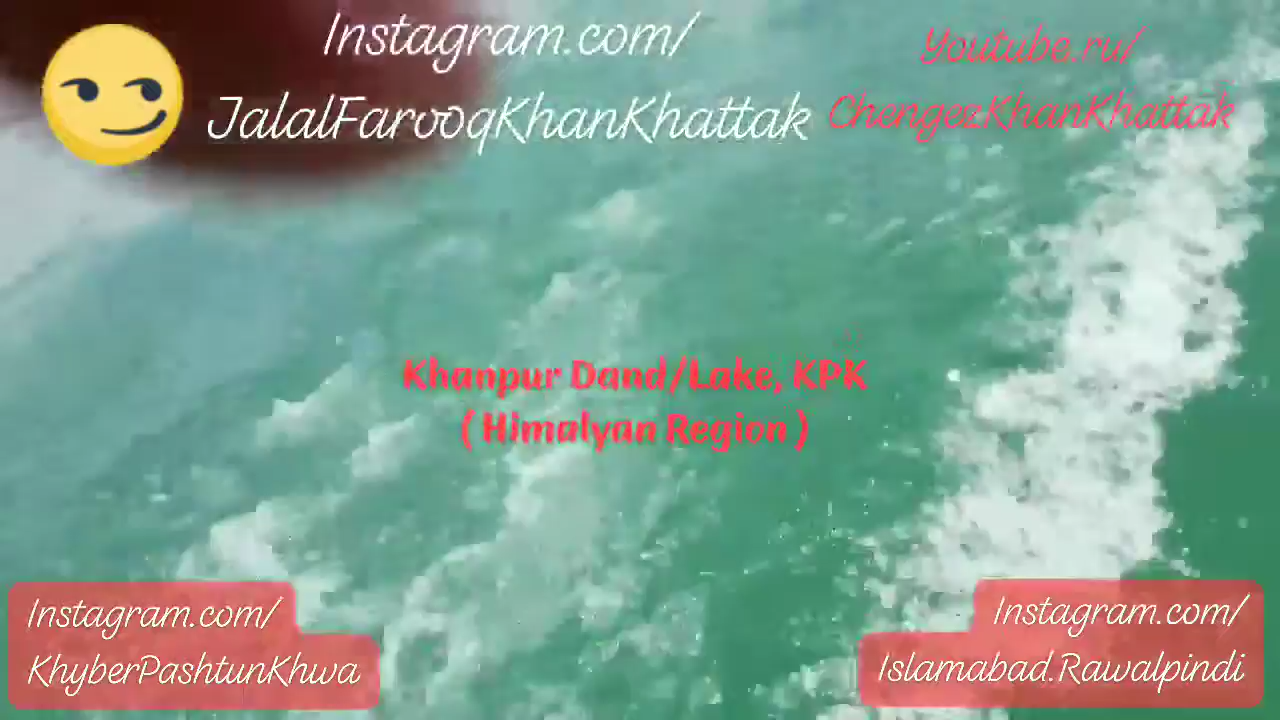 Instagram.com/
JalalFarooqKhanKhattak
Youtube.ru/
ChengezKhanKhattak
Khanpur Dand/Lake, KPK
( Himalyan Region )
Instagram.com/
KhyberPashtunKhwa
Instagram.com/
Islamabad.Rawalpindi